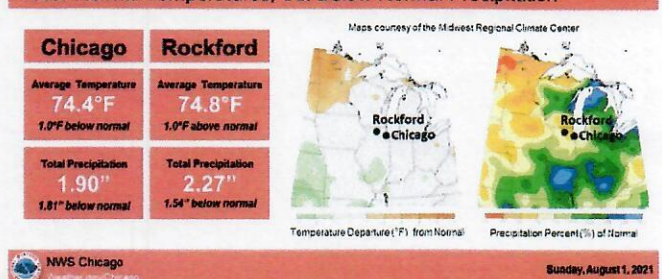 Maps courtesy of the Midwest Regional Climate Center
Chicago
Rockford
Average Temperature
74.4°F
1.0°F below normal
Average Temperature
74.8°F
1.0°F above normal
Total Precipitation
1.90"
1.81" below normal
Total Precipitation
2.27"
1.54" below normal
Rockford
Chicago
Rockford
Chicago
Temperature Departure (°F) from Normal
Precipitation Percent(%) of Normal
NWS Chicago
Sunday, August 1, 2021